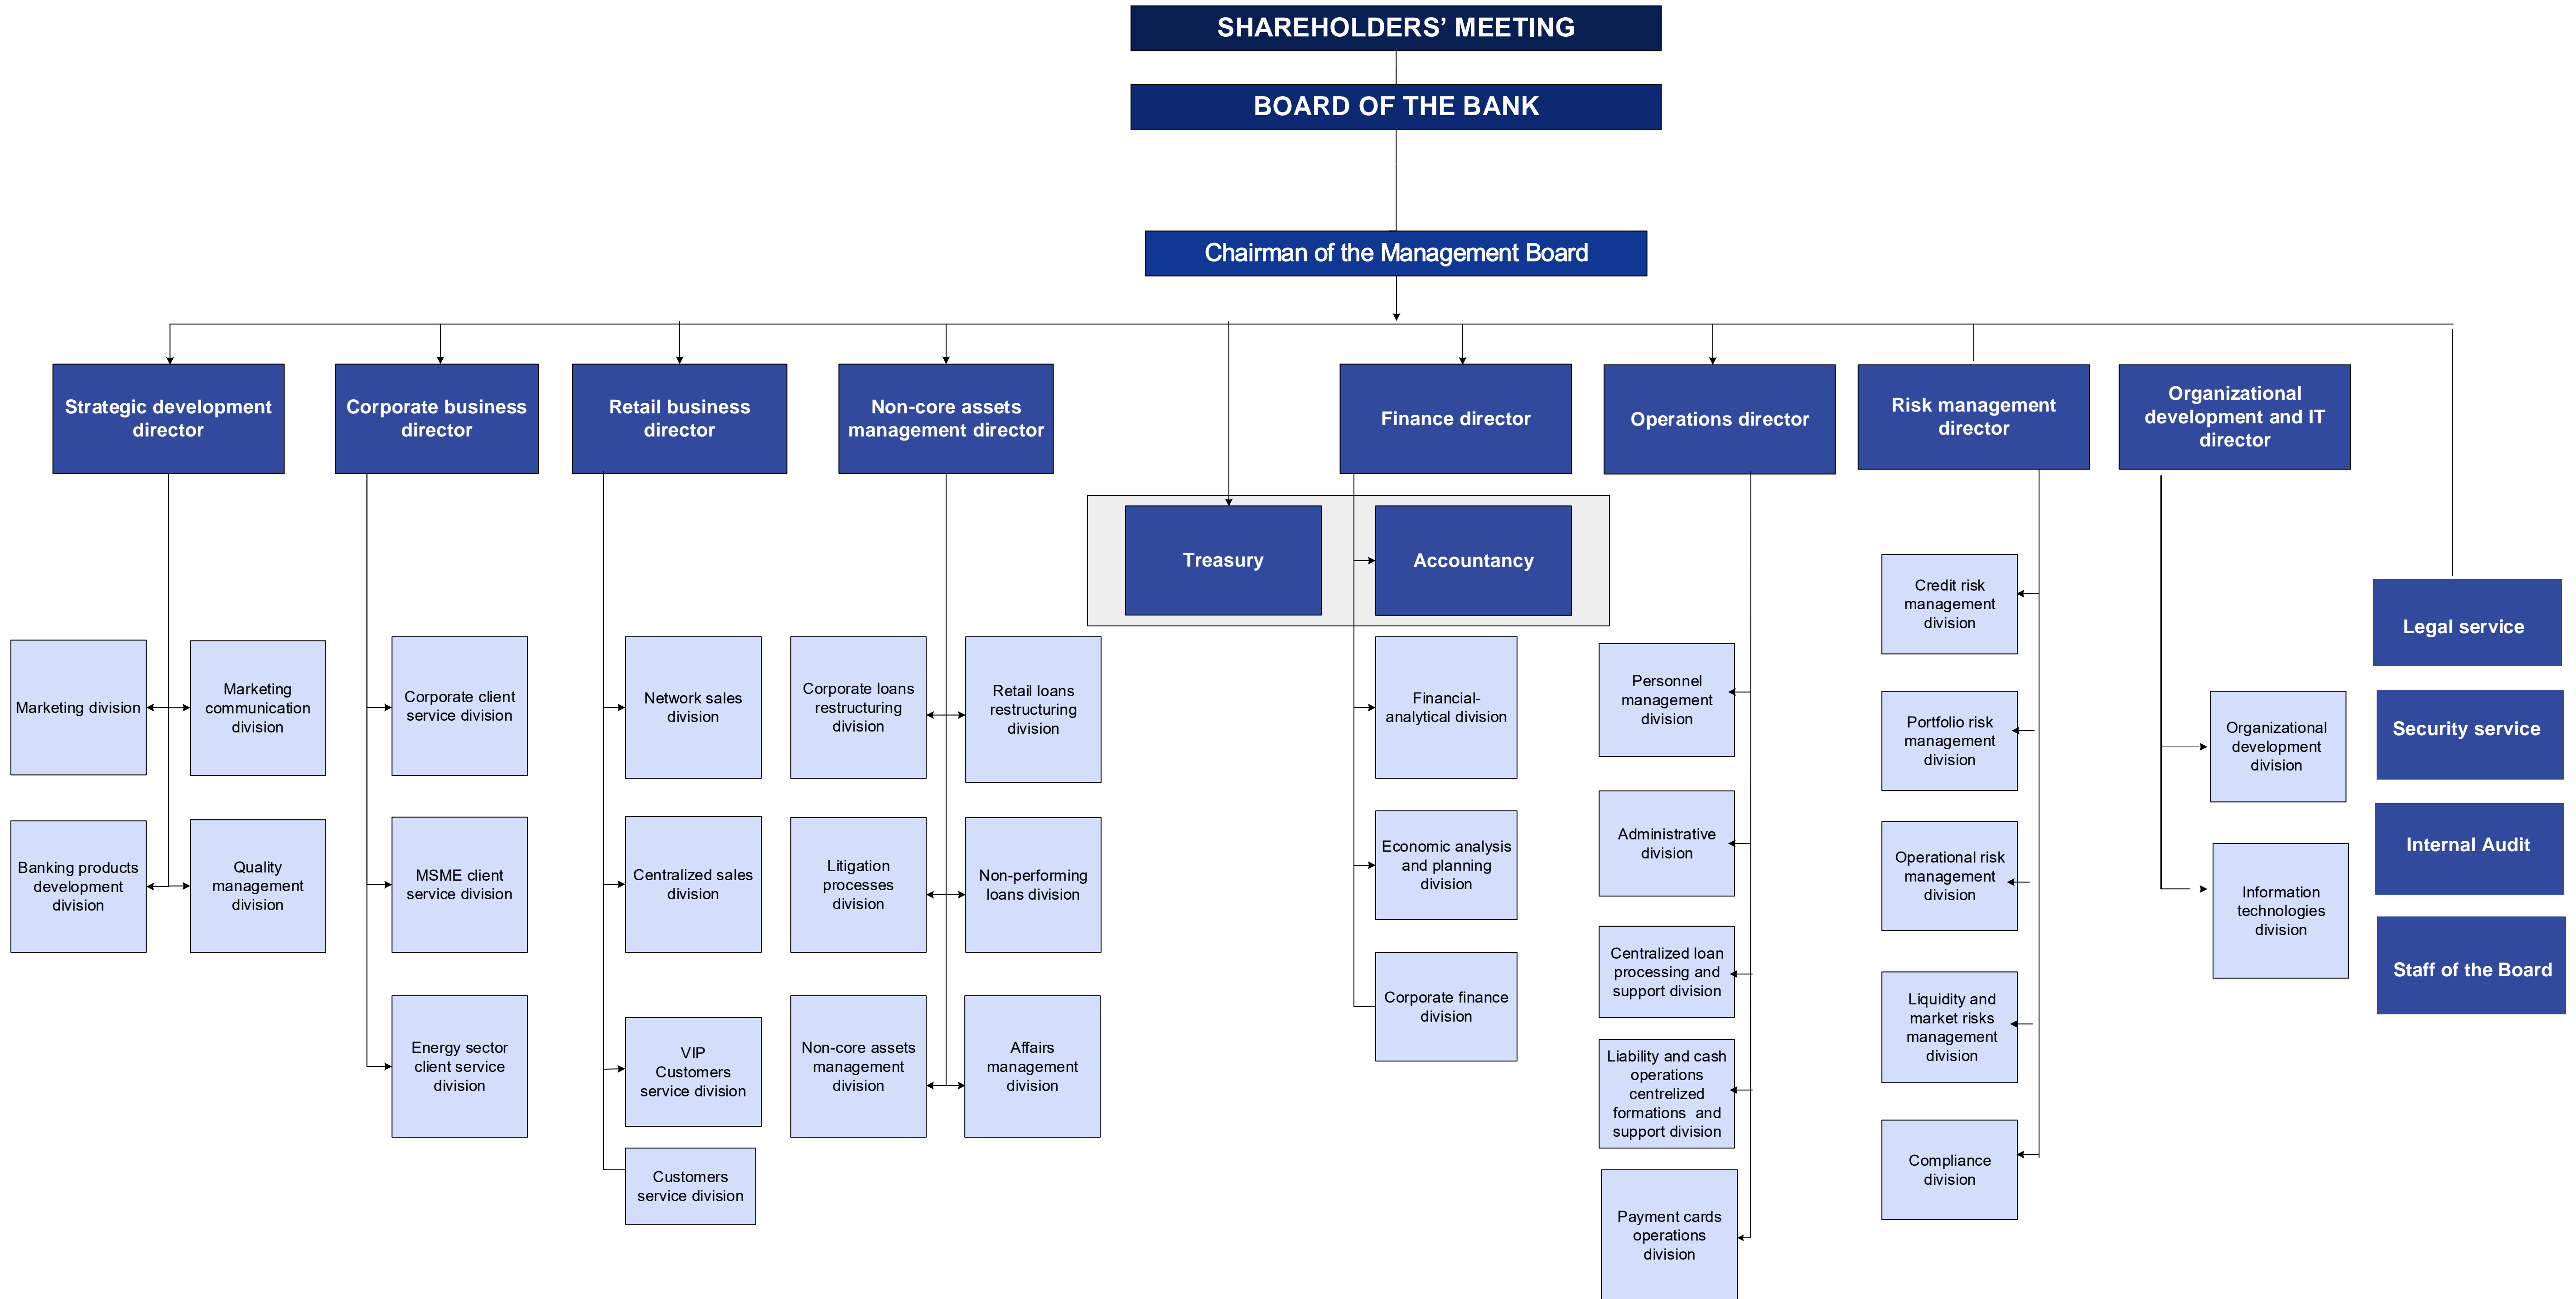 SHAREHOLDERS’ MEETING
BOARD OF THE BANK
Chairman of the Management Board
Strategic development
director
Corporate business
director
Retail business
director
Non-core assets
management director
Finance director
Operations director
Risk management
director
Organizational
development and IT
director
Treasury
Accountancy
Marketing division
Marketing
communication
division
Banking products
development
division
Quality
management
division
Corporate client
service division
MSME client
service division
Energy sector
client service
division
Network sales
division
Centralized sales
division
VIP
Customers
service division
Customers
service division
Corporate loans
restructuring
division
Retail loans
restructuring
division
Litigation
processes
division
Non-performing
loans division
Non-core assets
management
division
Affairs
management
division
Financial-
analytical division
Economic analysis
and planning
division
Corporate finance
division
Personnel
management
division
Administrative
division
Centralized loan
processing and
support division
Liability and cash
operations
centrelized
formations and
support division
Payment cards
operations
division
Credit risk
management
division
Portfolio risk
management
division
Operational risk
management
division
Liquidity and
market risks
management
division
Compliance
division
Organizational
development
division
Information
technologies
division
Legal service
Security service
Internal Audit
Staff of the Board